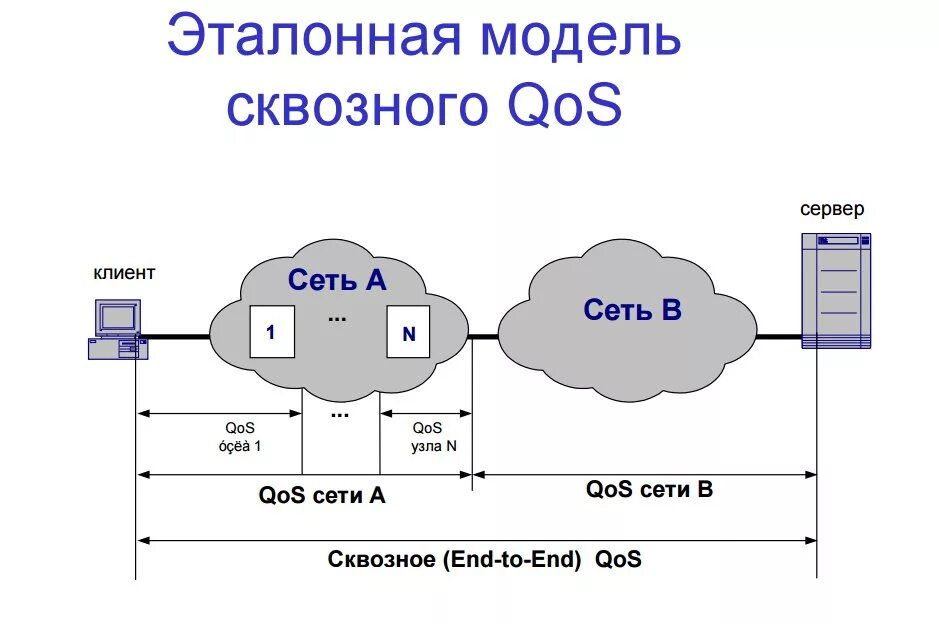 Эталонная модель
сквозного QoS
сервер
клиент
Сеть А
Сеть В
1
...
N
...
QoS
óçëà 1
QoS
узла N
QoS сети А
QoS сети В
Сквозное (End-to-End) QoS